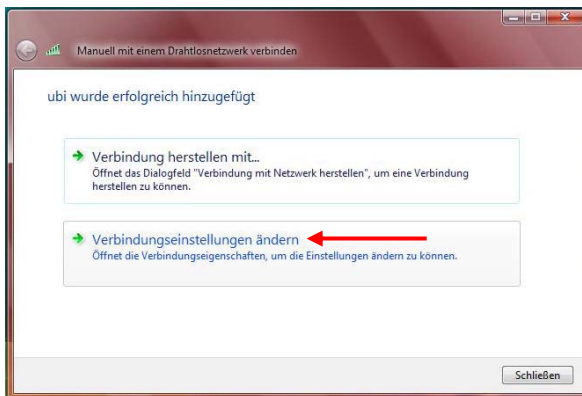 Manuell mit einem Drahtlosnetzwerk verbinden
ubi wurde erfolgreich hinzugefügt
Verbindung herstellen mit...
Öffnet das Dialogfeld "Verbindung mit Netzwerk herstellen", um eine Verbindung
herstellen zu können.
Verbindungseinstellungen ändern
Öffnet die Verbindungseigenschaften, um die Einstellungen ändern zu können.
Schließen